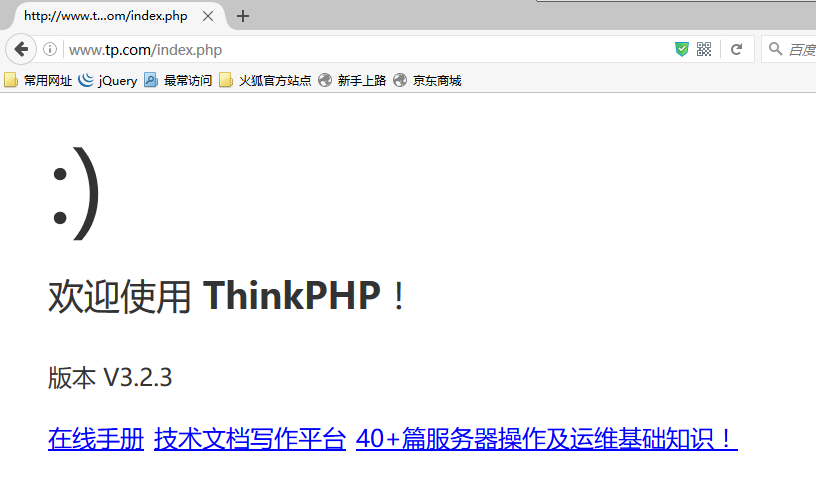 http://www.t...om/index.php
www.tp.com/index.php
百度
常用网址 jQuery 最常访问 火狐官方站点 新手上路 京东商城
:)
欢迎使用 ThinkPHP！
版本 V3.2.3
在线手册 技术文档写作平台 40+篇服务器操作及运维基础知识！